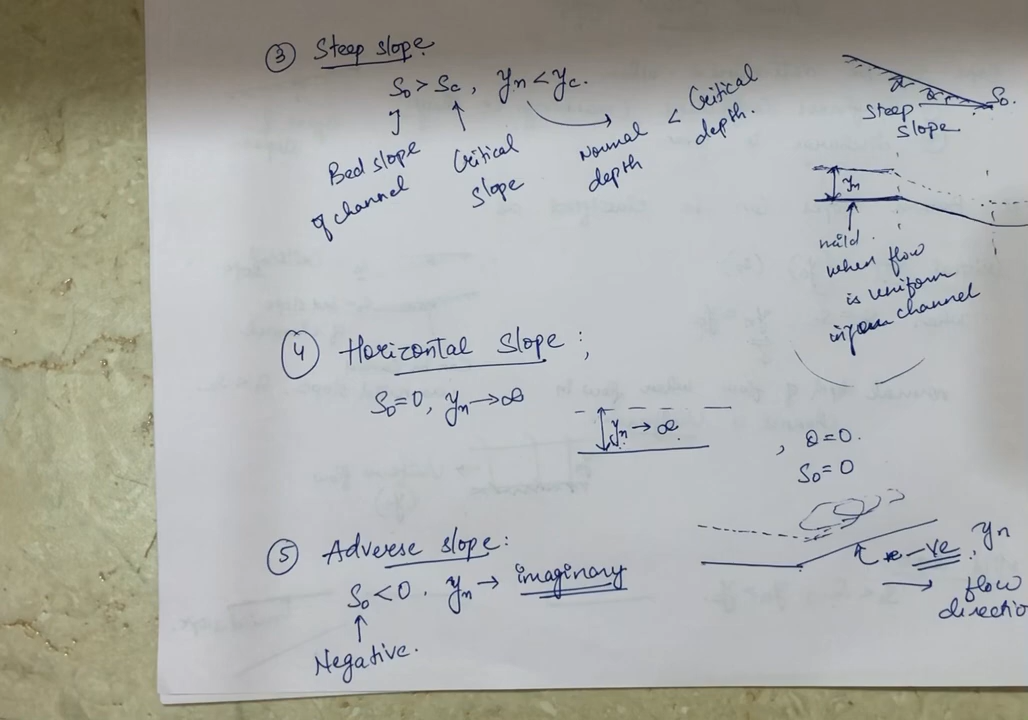 ③ Steep slope
S₀ > Sc, yn < yc.
Bed slope of channel
Critical slope
Normal depth < Critical depth.
S₀.
Steep slope
yn
mild.
when flow
is uniform
channel
④ Horizontal Slope:
S₀=0, yn→∞
yn→∞
, θ=0.
S₀=0
⑤ Adverse slope:
S₀<0. yn→ imaginary
Negative.
-ve, yn
→ flow
directio